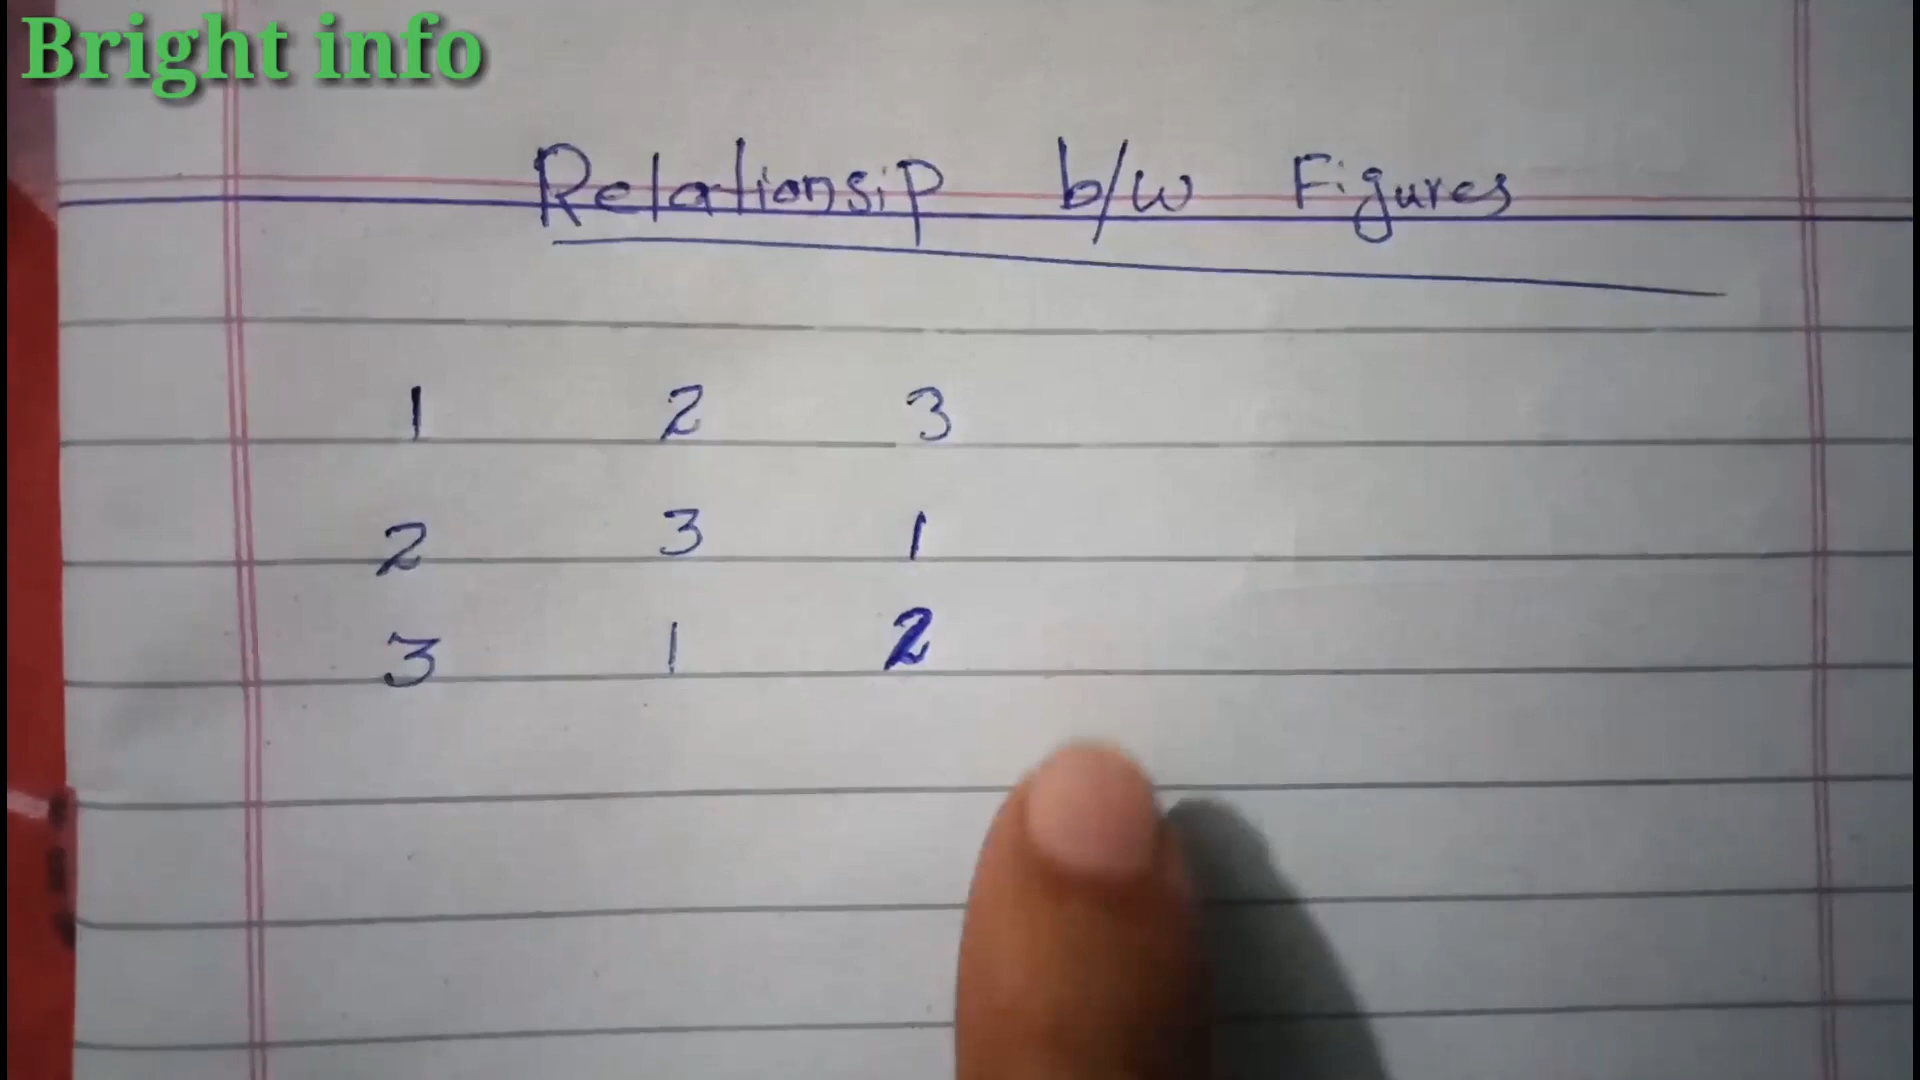 Bright info
Relationsip b/w Figures
1 2 3
2 3 1
3 1 2